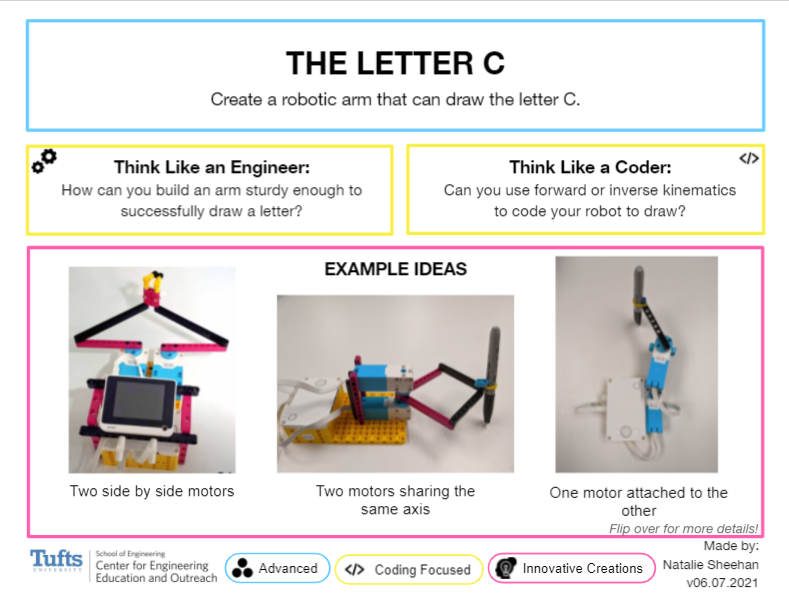 THE LETTER C
Create a robotic arm that can draw the letter C.
Think Like an Engineer:
How can you build an arm sturdy enough to
successfully draw a letter?
</>
Think Like a Coder:
Can you use forward or inverse kinematics
to code your robot to draw?
EXAMPLE IDEAS
Two side by side motors
Two motors sharing the
same axis
One motor attached to the
other
Flip over for more details!
Tufts
UNIVERSITY
School of Engineering
Center for Engineering
Education and Outreach
Advanced
</> Coding Focused
Innovative Creations
Made by:
Natalie Sheehan
v06.07.2021